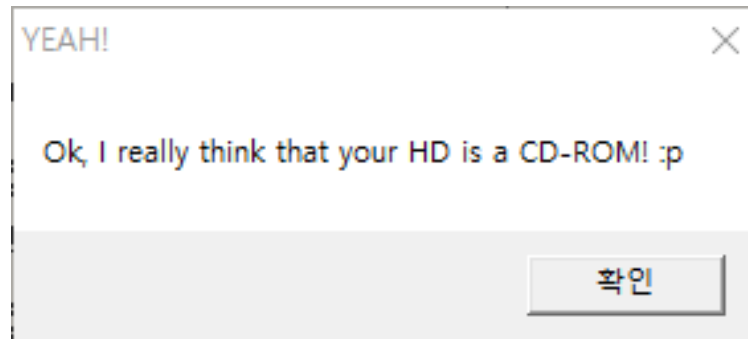 YEAH!
Ok, I really think that your HD is a CD-ROM! :p
확인